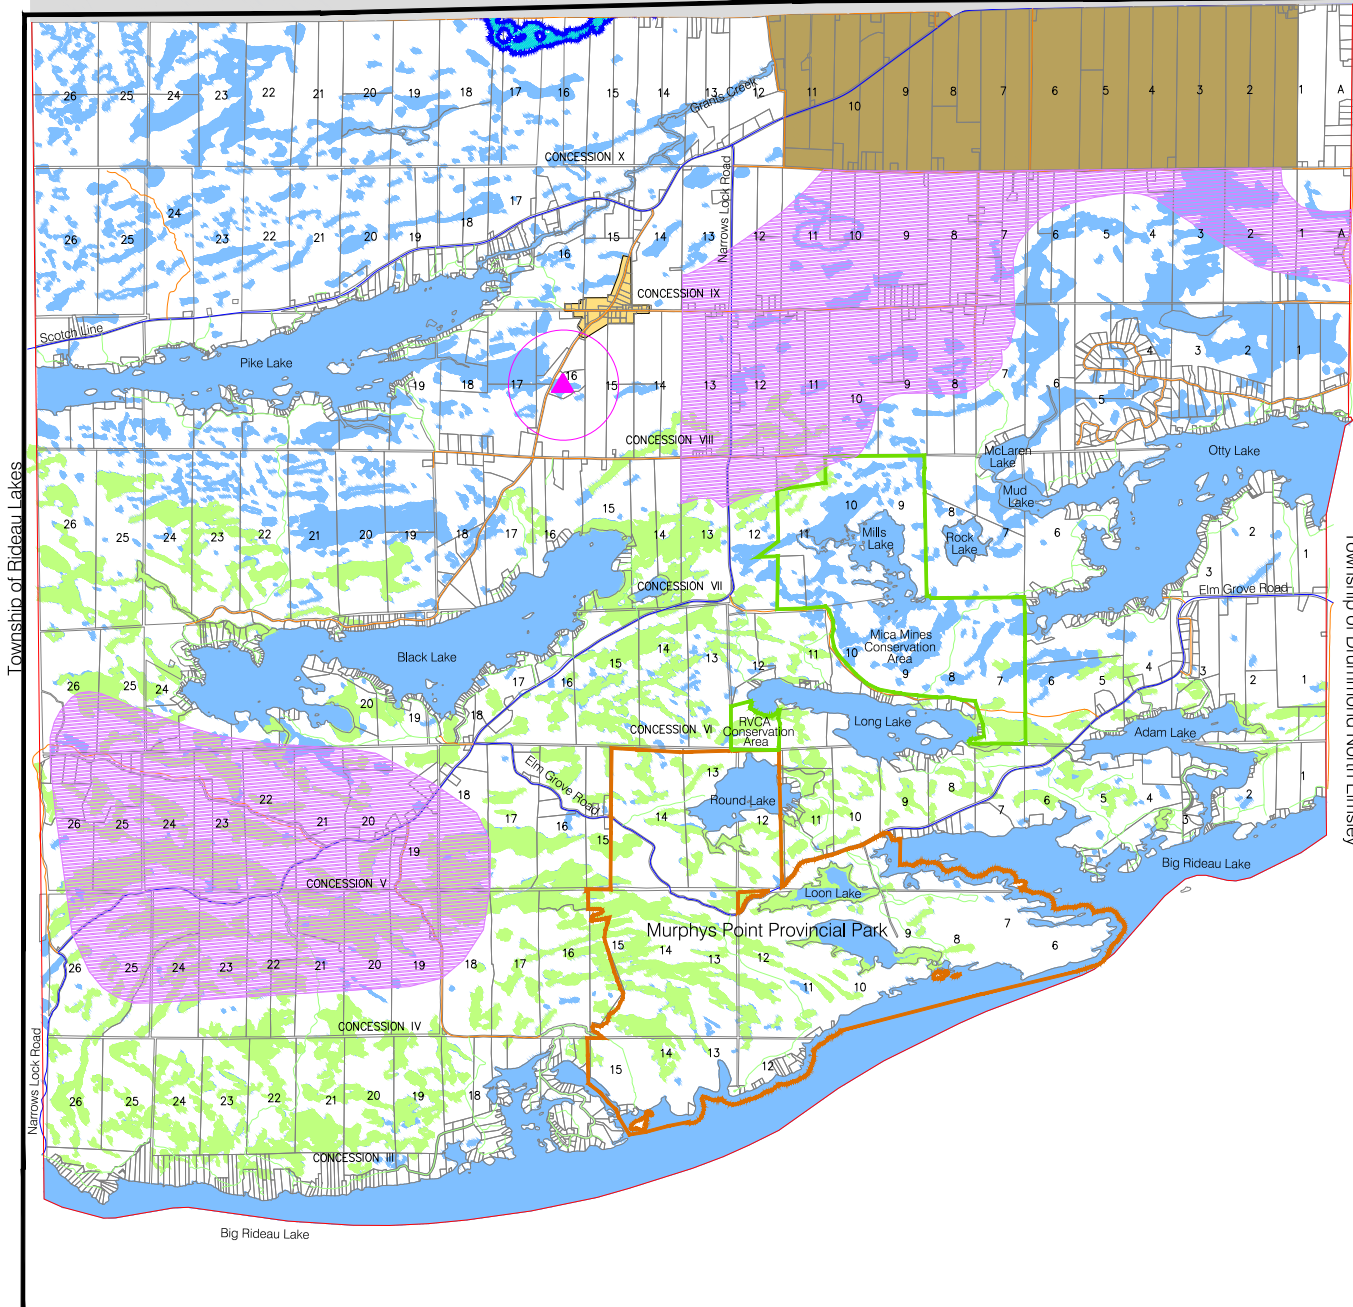 26 25 24 23 22 21 20 19 18 17 16 15 14 13 12 11 10 9 8 7 6 5 4 3 2 1 A
Grants Creek
CONCESSION X
26 25 24 23 22 21 20 19 18 17 16 15 14 13 12 11 10 9 8 7 6 5 4 3 2 1 A
Narrows Lock Road
CONCESSION IX
Scotch Line
Pike Lake
19 18 17 16 15 14 13 12 11 10 9 8 7 6 5 4 3 2 1
CONCESSION VIII
McLaren
Lake
Otty Lake
Mud
Lake
Township of Rideau Lakes
26 25 24 23 22 21 20 19 18 17 16 15 14 13 12 11 10 9 8 7 6 3 2 1
Mills
Lake
Rock
Lake
CONCESSION VII
Elm Grove Road
Township of Drummond North Elmsley
Mica Mines
Conservation
Area
Black Lake
26 25 24 20 19 18 17 16 15 14 13 12 11 10 9 8 7 6 5 4 3 2 1
CONCESSION VI
RVCA
Conservation
Area
Long Lake
Adam Lake
Elm Grove Road
26 25 24 23 22 21 20 19 18 17 16 15 14 13 12 11 10 9 8 7 6 5 4 3 2 1
Round Lake
Big Rideau Lake
CONCESSION V
Loon Lake
Murphys Point Provincial Park
26 25 24 23 22 21 20 19 18 17 16 15 14 13 12 11 10 9 8 7 6
CONCESSION IV
Narrows Lock Road
26 25 24 23 22 21 20 19 18 15 14 13 12
CONCESSION III
Big Rideau Lake